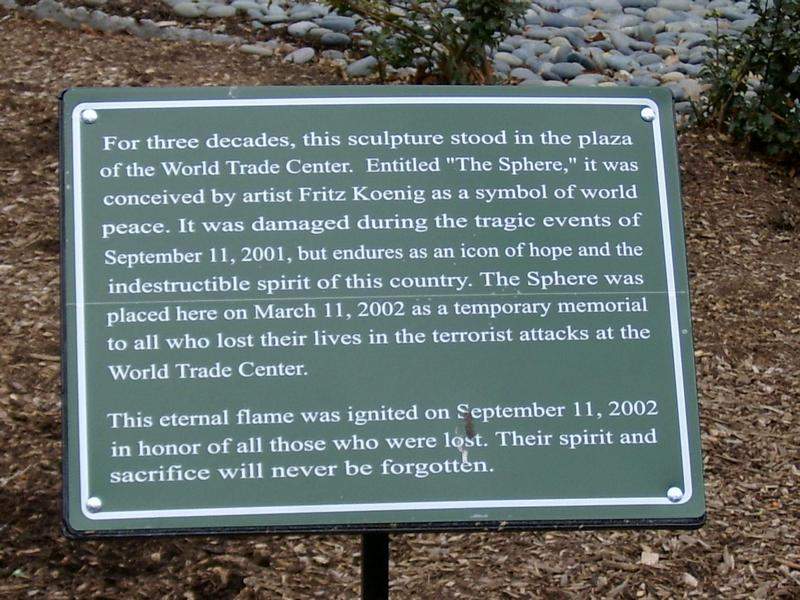 For three decades, this sculpture stood in the plaza
of the World Trade Center. Entitled "The Sphere," it was
conceived by artist Fritz Koenig as a symbol of world
peace. It was damaged during the tragic events of
September 11, 2001, but endures as an icon of hope and the
indestructible spirit of this country. The Sphere was
placed here on March 11, 2002 as a temporary memorial
to all who lost their lives in the terrorist attacks at the
World Trade Center.
This eternal flame was ignited on September 11, 2002
in honor of all those who were lost. Their spirit and
sacrifice will never be forgotten.